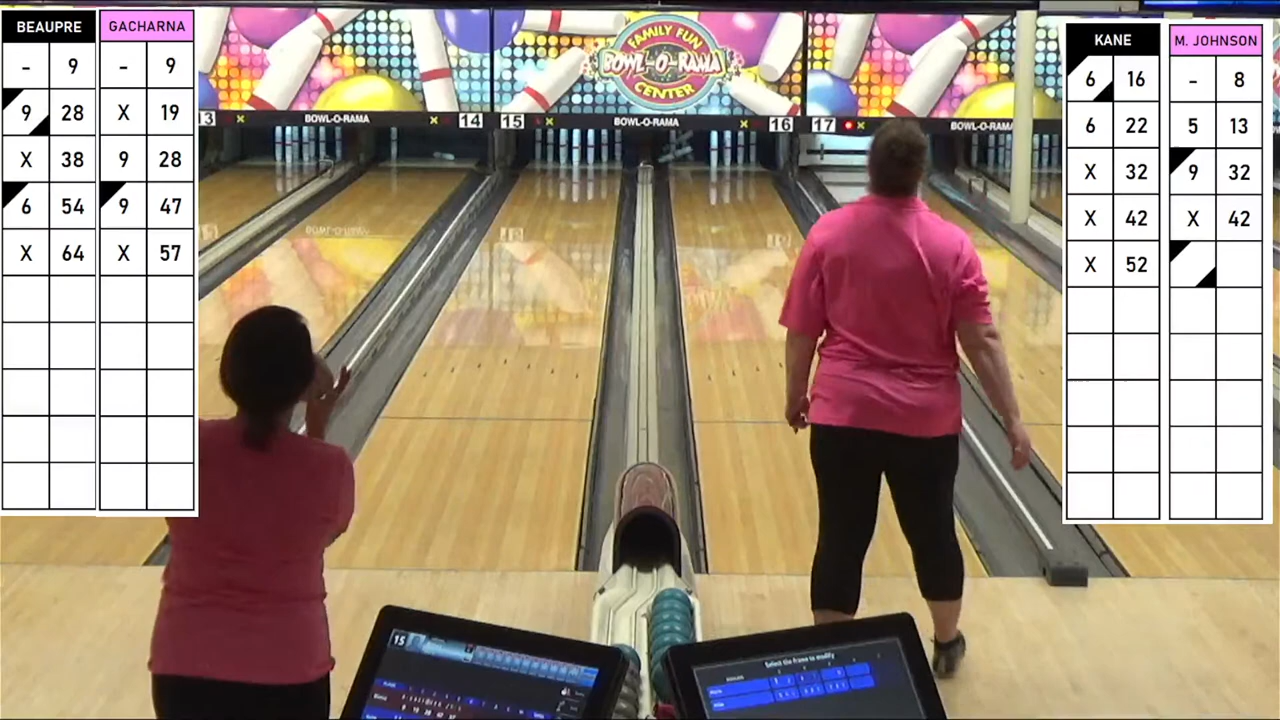 BEAUPRE GACHARNA
- 9 - 9
9 28 X 19
X 38 9 28
6 54 9 47
X 64 X 57
KANE M. JOHNSON
6 16 - 8
6 22 5 13
X 32 9 32
X 42 X 42
X 52
FAMILY FUN
BOWL-O-RAMA
CENTER
13 BOWL-O-RAMA 14 15 BOWL-O-RAMA 16 17 BOWL-O-RAMA
15
Select the frame to modify